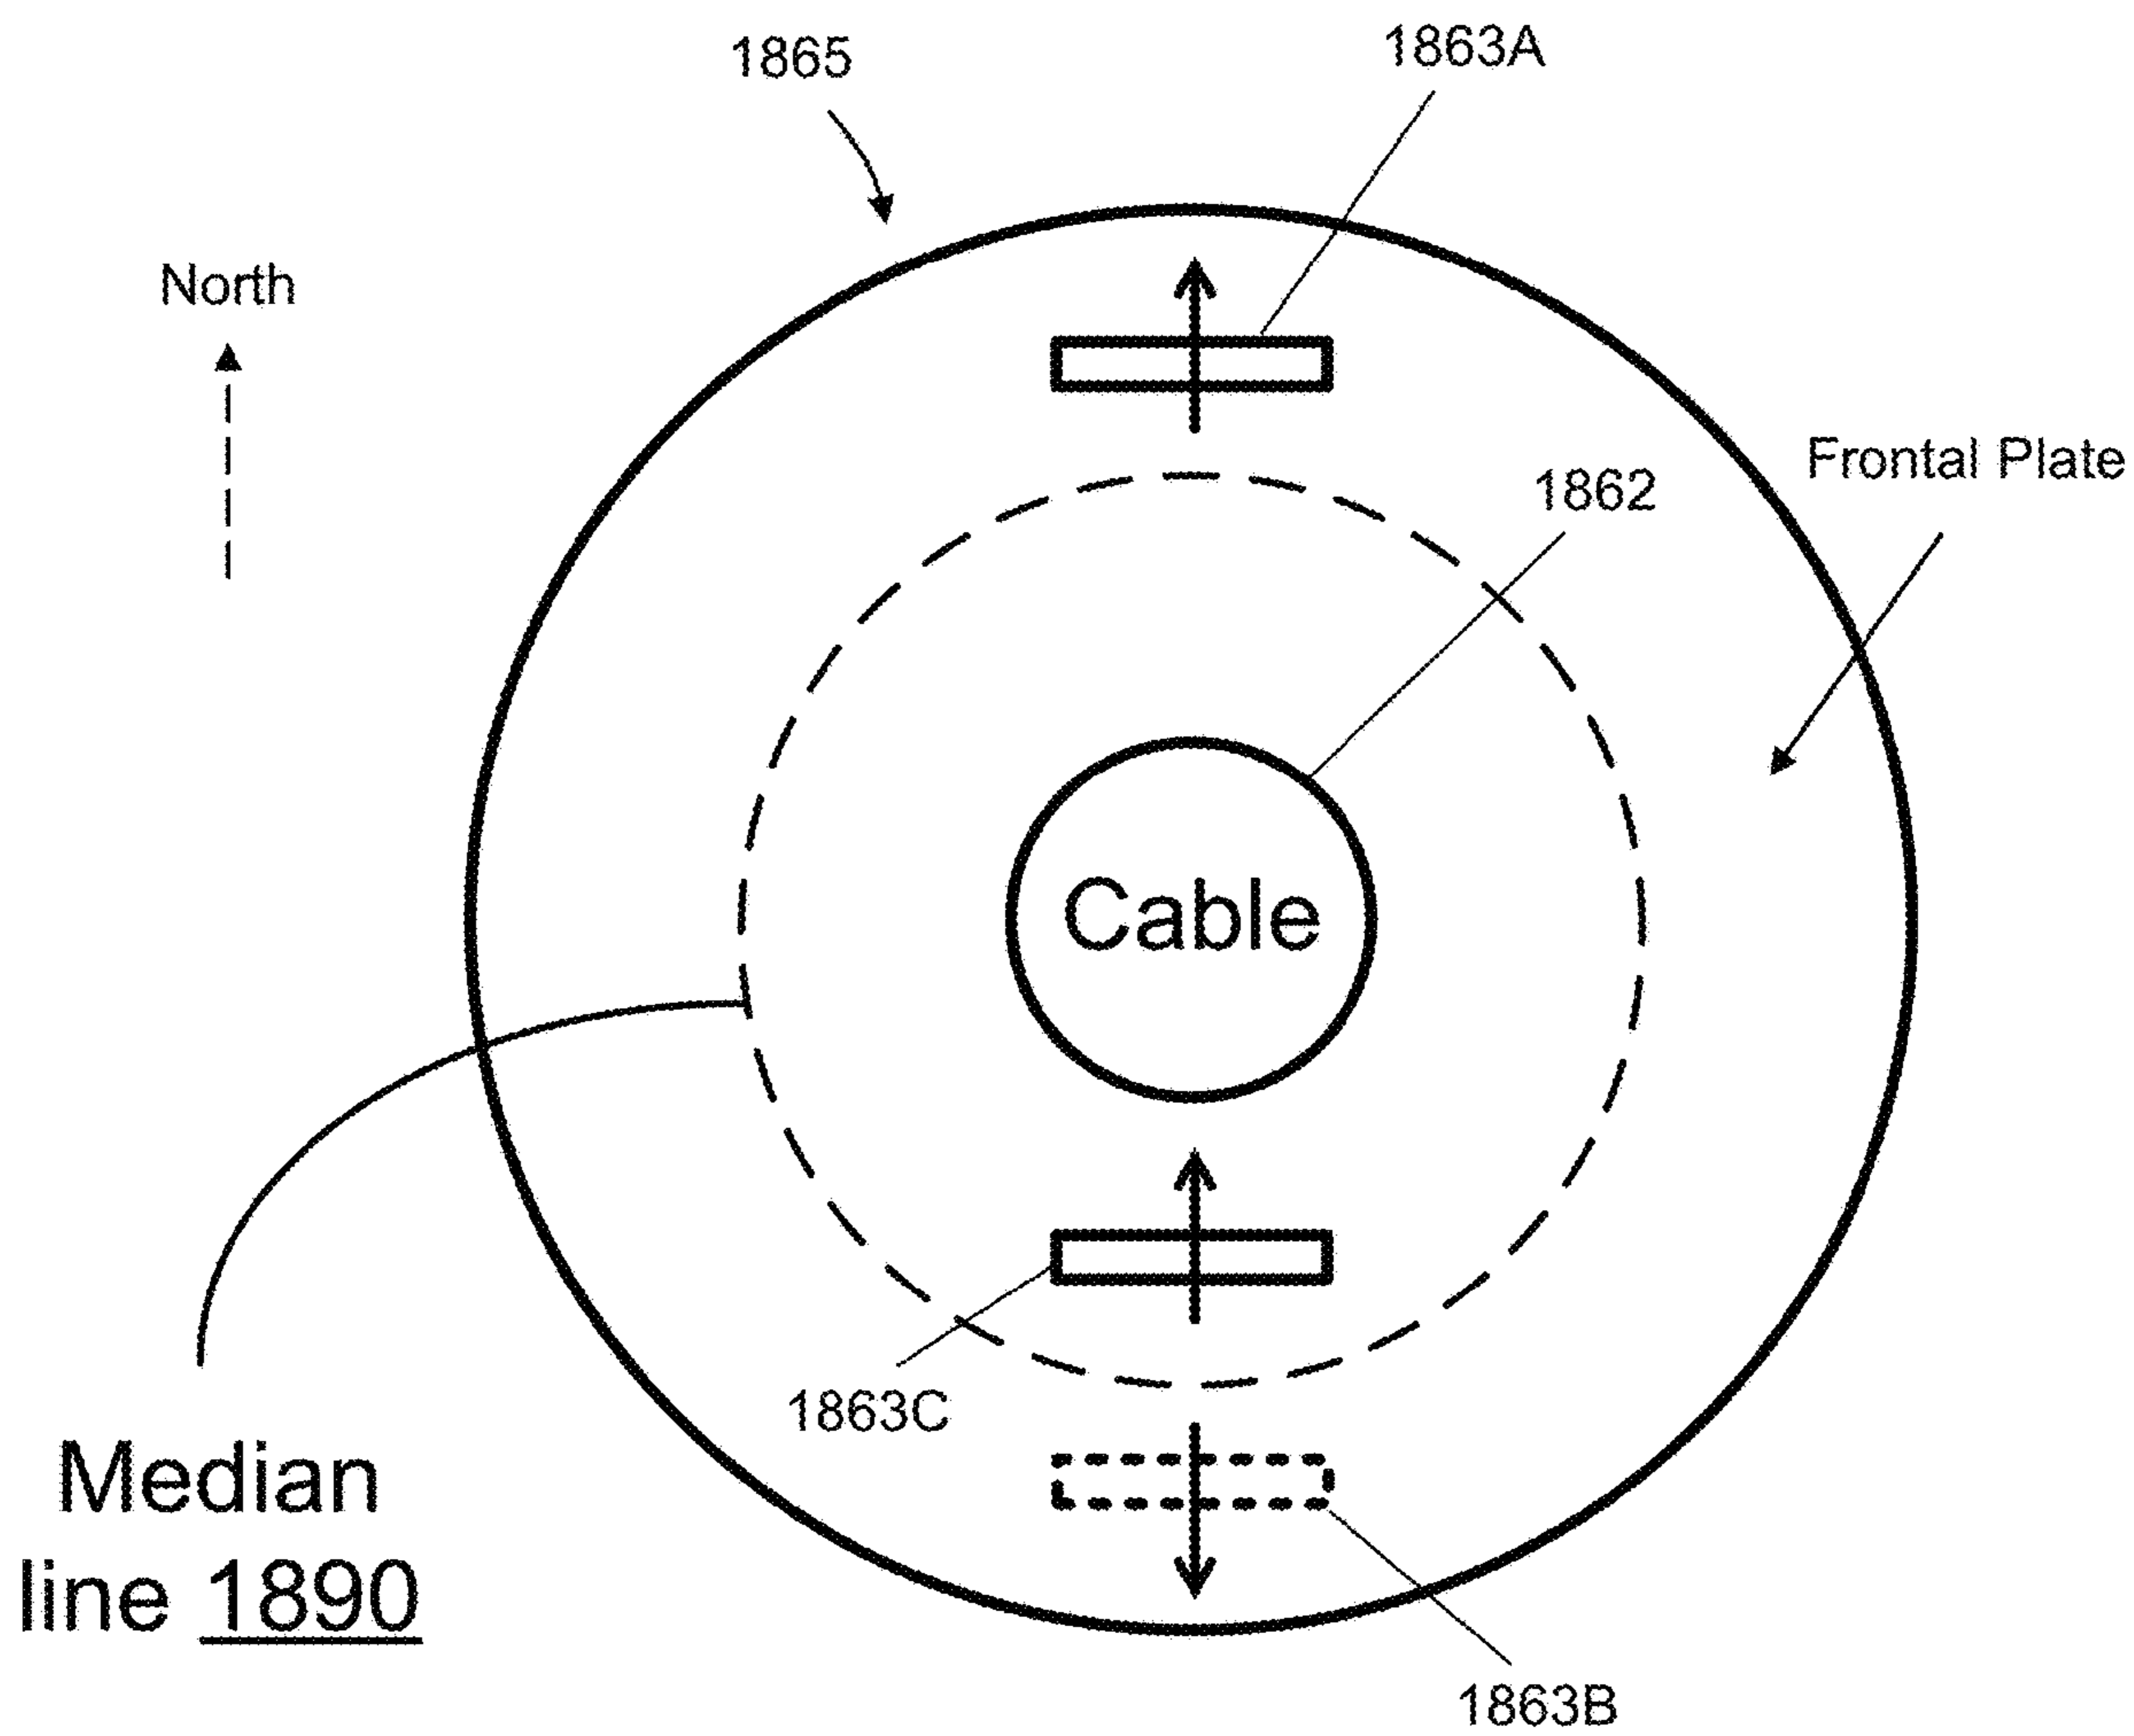 1865
1863A
North
Frontal Plate
1862
Cable
1863C
Median
line 1890
1863B